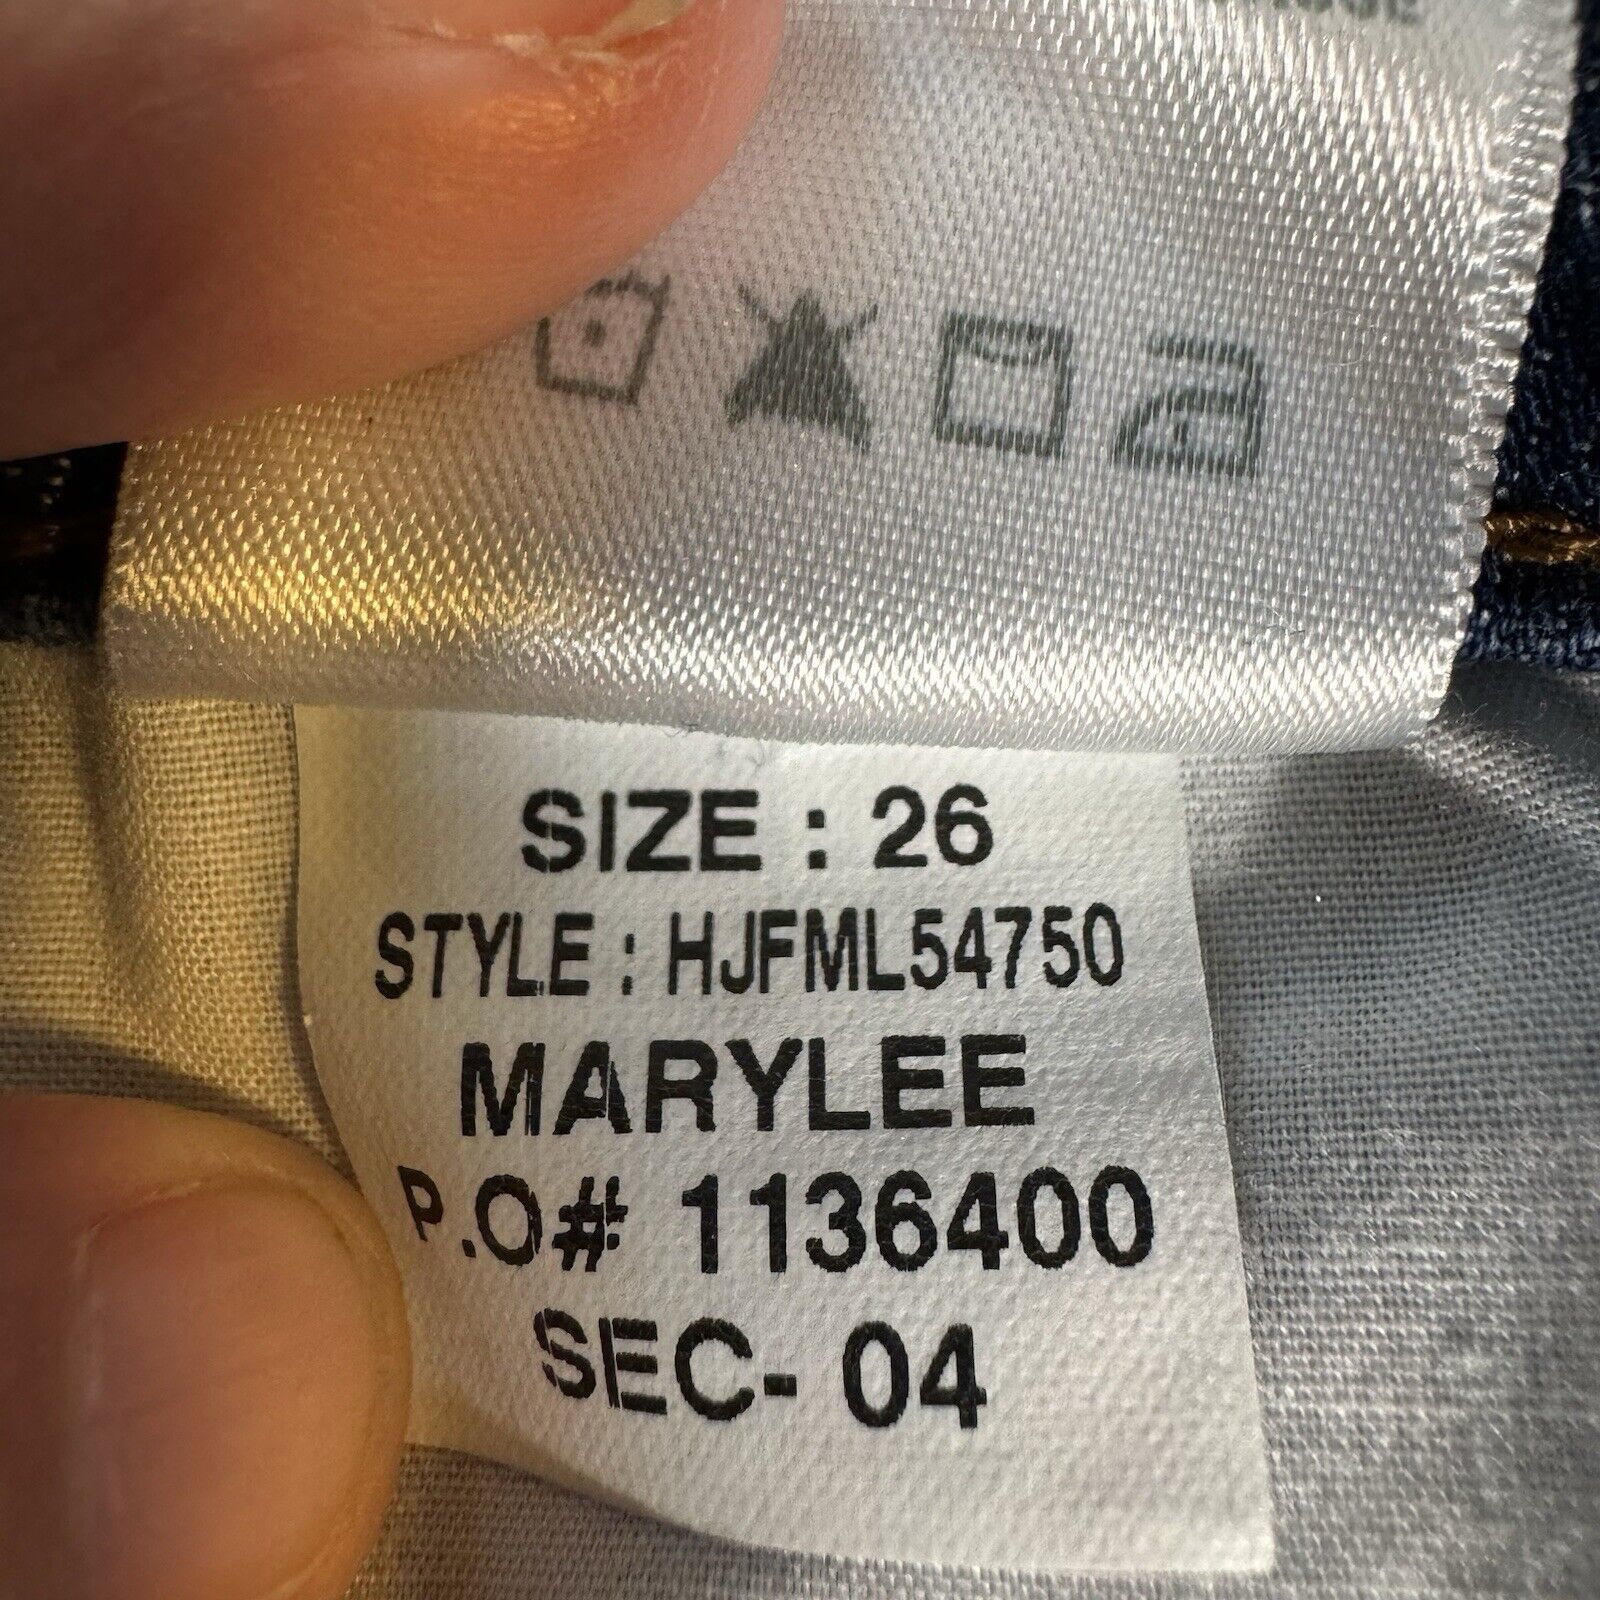 SIZE : 26
STYLE : HJFML54750
MARYLEE
P.O# 1136400
SEC- 04